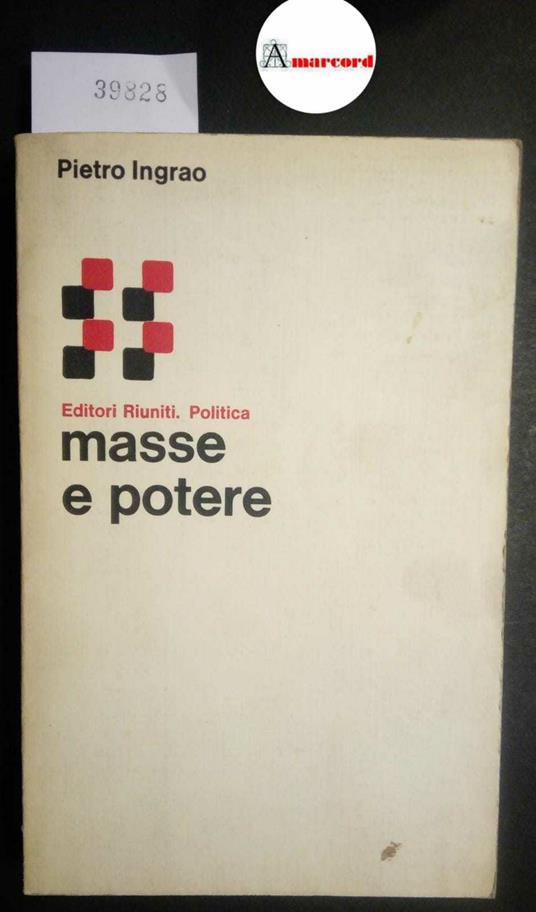 39828
Amarcord
Pietro Ingrao
Editori Riuniti. Politica
masse
e potere